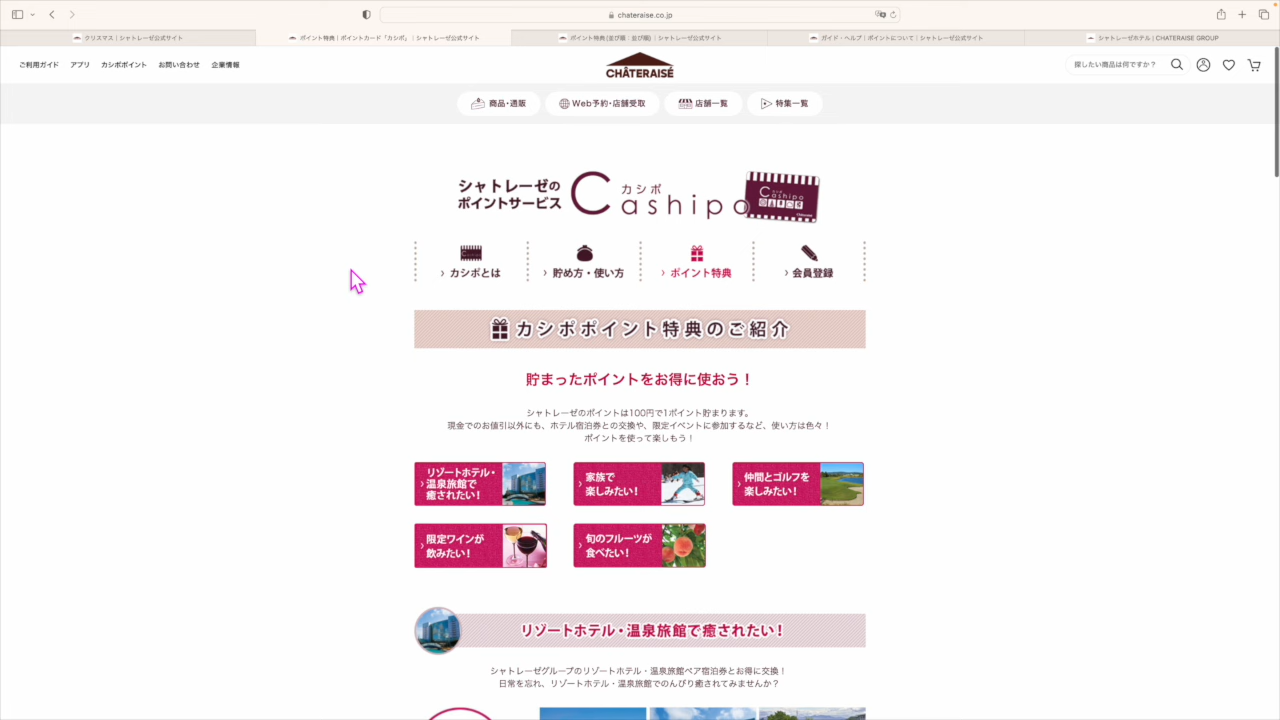 chateraise.co.jp
クリスマス｜シャトレーゼ公式サイト
ポイント特典｜ポイントカード「カシポ」｜シャトレーゼ公式サイト
ポイント特典(並び順：並び順)｜シャトレーゼ公式サイト
ガイド・ヘルプ｜ポイントについて｜シャトレーゼ公式サイト
シャトレーゼホテル | CHATERAISE GROUP
ご利用ガイド アプリ カシポポイント お問い合わせ 企業情報
CHÂTERAISÉ
探したい商品は何ですか？
商品・通販 Web予約・店舗受取 店舗一覧 特集一覧
シャトレーゼの
ポイントサービス
カシポ
Cashipo
カシポ
Cashipo
Chateraise
カシポとは 貯め方・使い方 ポイント特典 会員登録
カシポポイント特典のご紹介
貯まったポイントをお得に使おう！
シャトレーゼのポイントは100円で1ポイント貯まります。
現金でのお値引以外にも、ホテル宿泊券との交換や、限定イベントに参加するなど、使い方は色々！
ポイントを使って楽しもう！
リゾートホテル・
温泉旅館で
癒されたい！
家族で
楽しみたい！
仲間とゴルフを
楽しみたい！
限定ワインが
飲みたい！
旬のフルーツが
食べたい！
リゾートホテル・温泉旅館で癒されたい！
シャトレーゼグループのリゾートホテル・温泉旅館ペア宿泊券とお得に交換！
日常を忘れ、リゾートホテル・温泉旅館でのんびり癒されてみませんか？